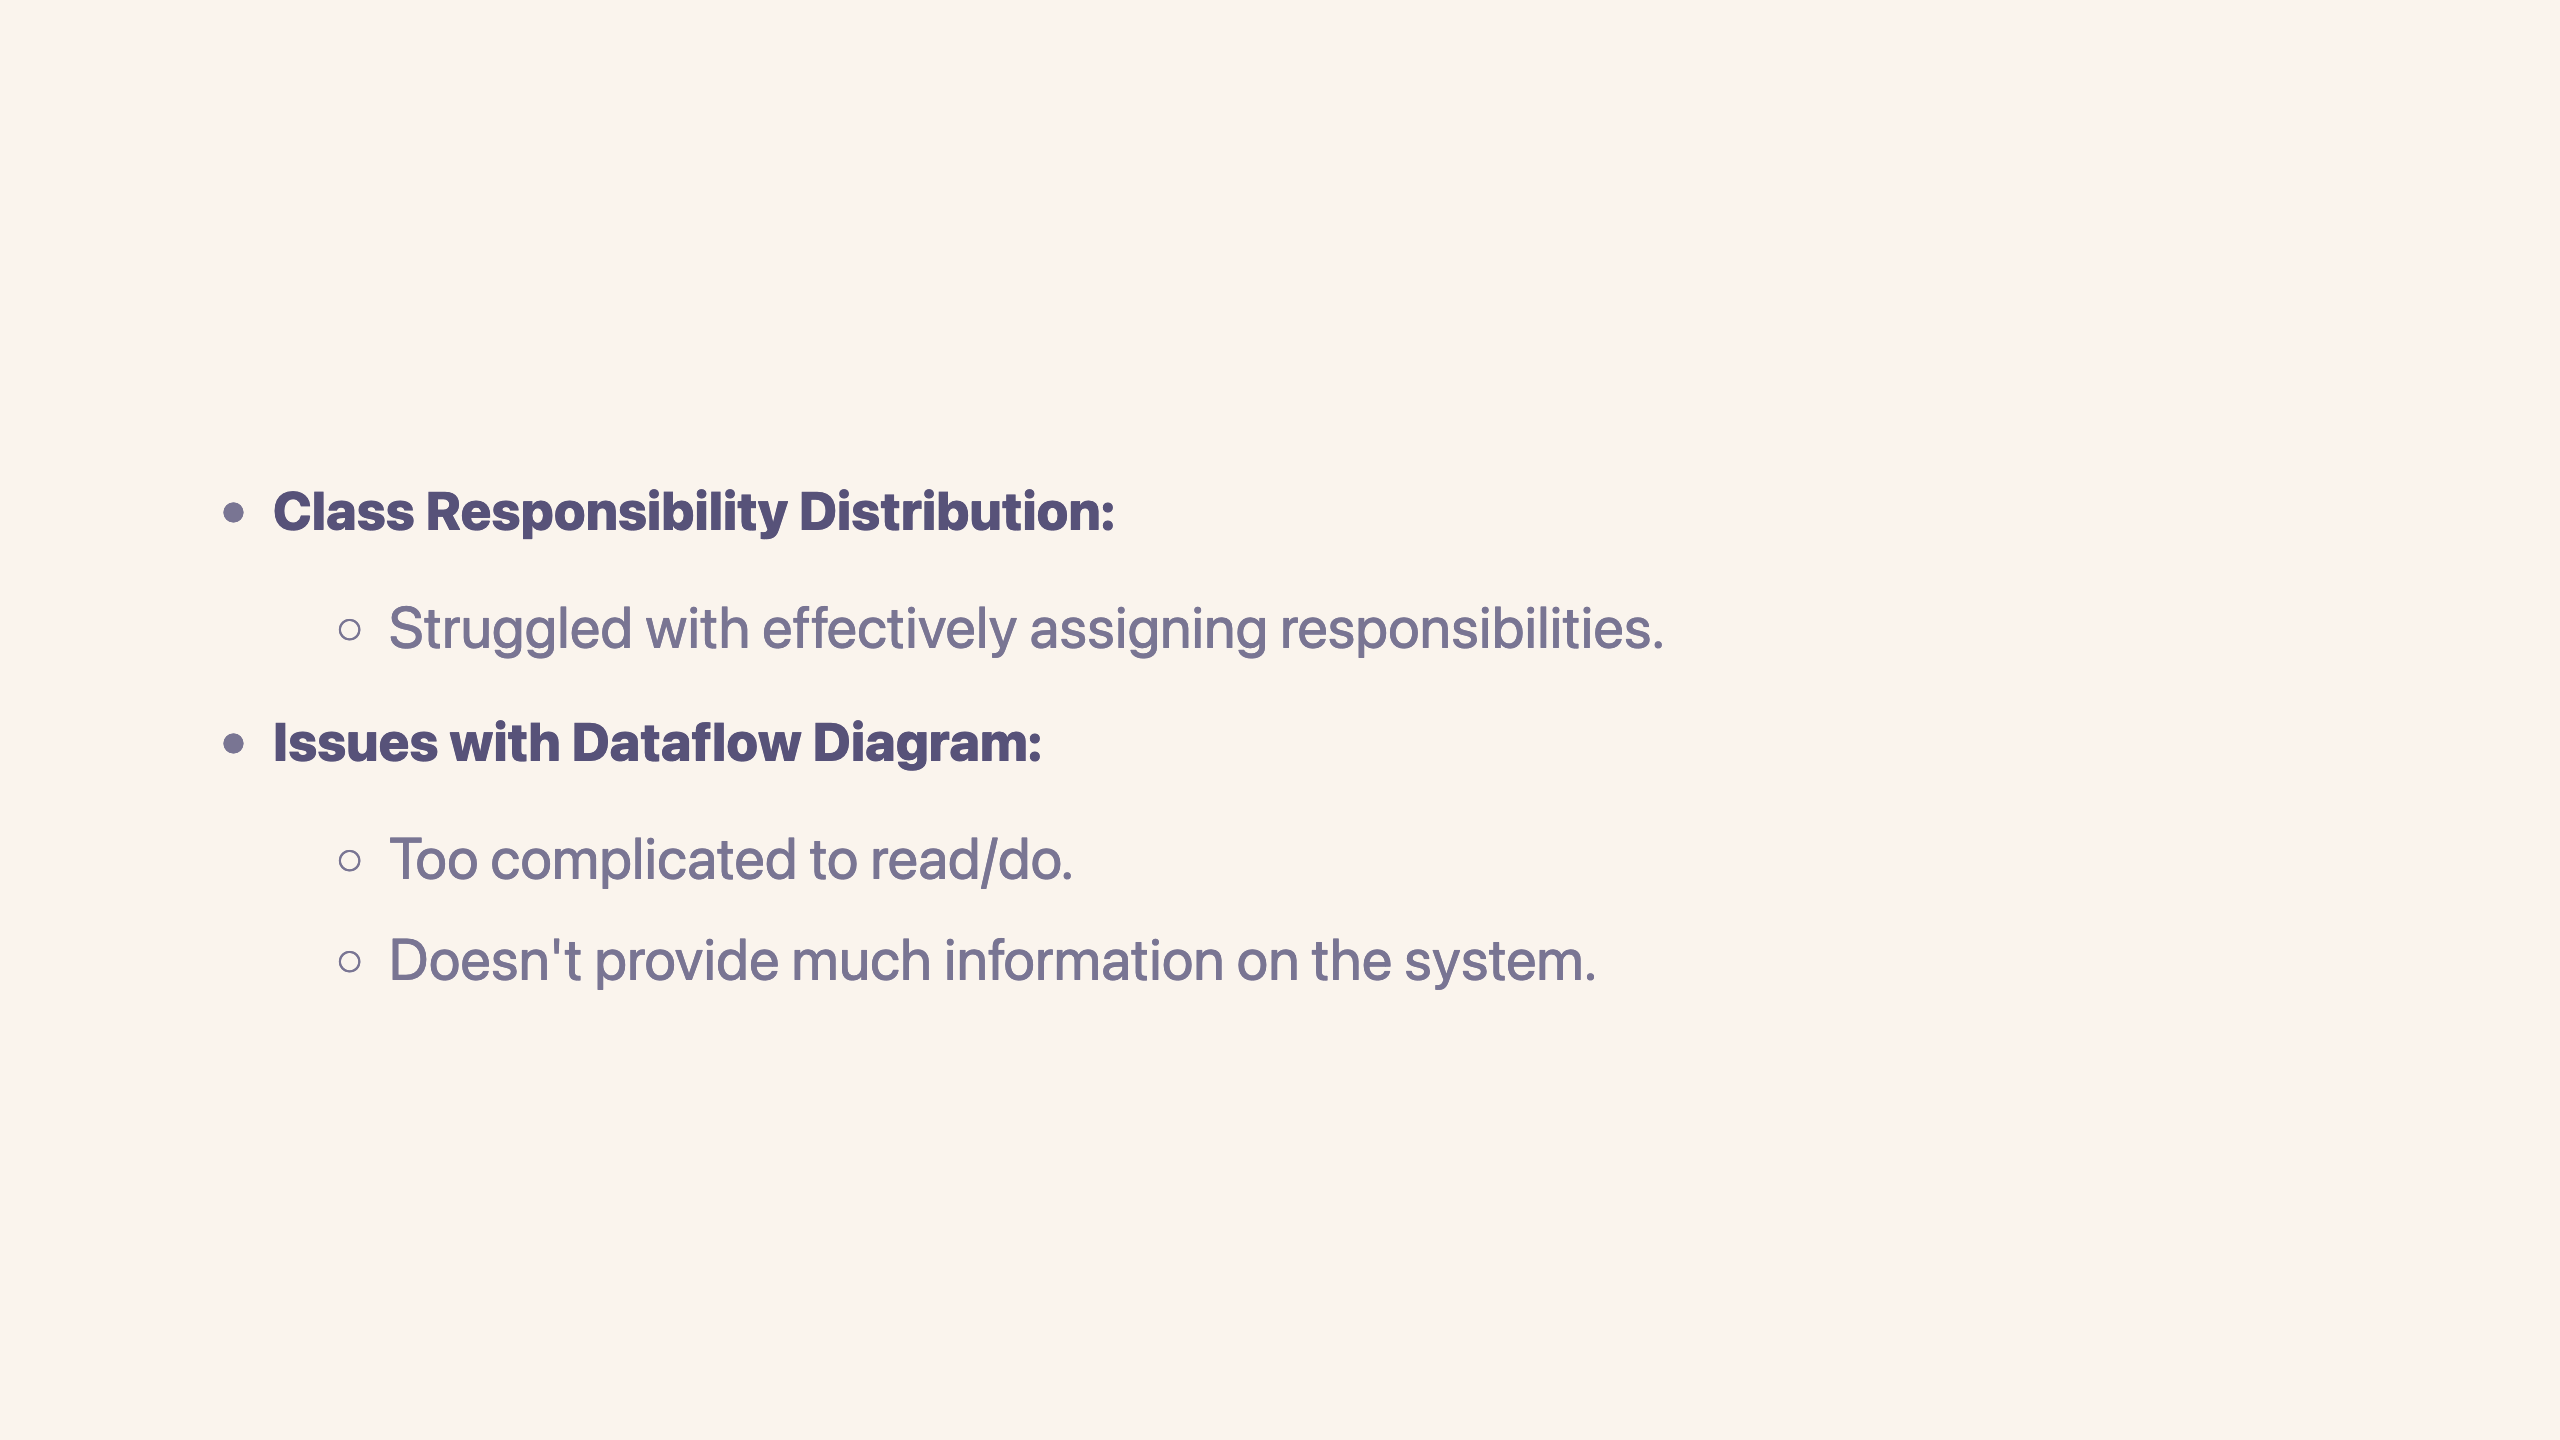 Class Responsibility Distribution:
Struggled with effectively assigning responsibilities.
Issues with Dataflow Diagram:
Too complicated to read/do.
Doesn't provide much information on the system.